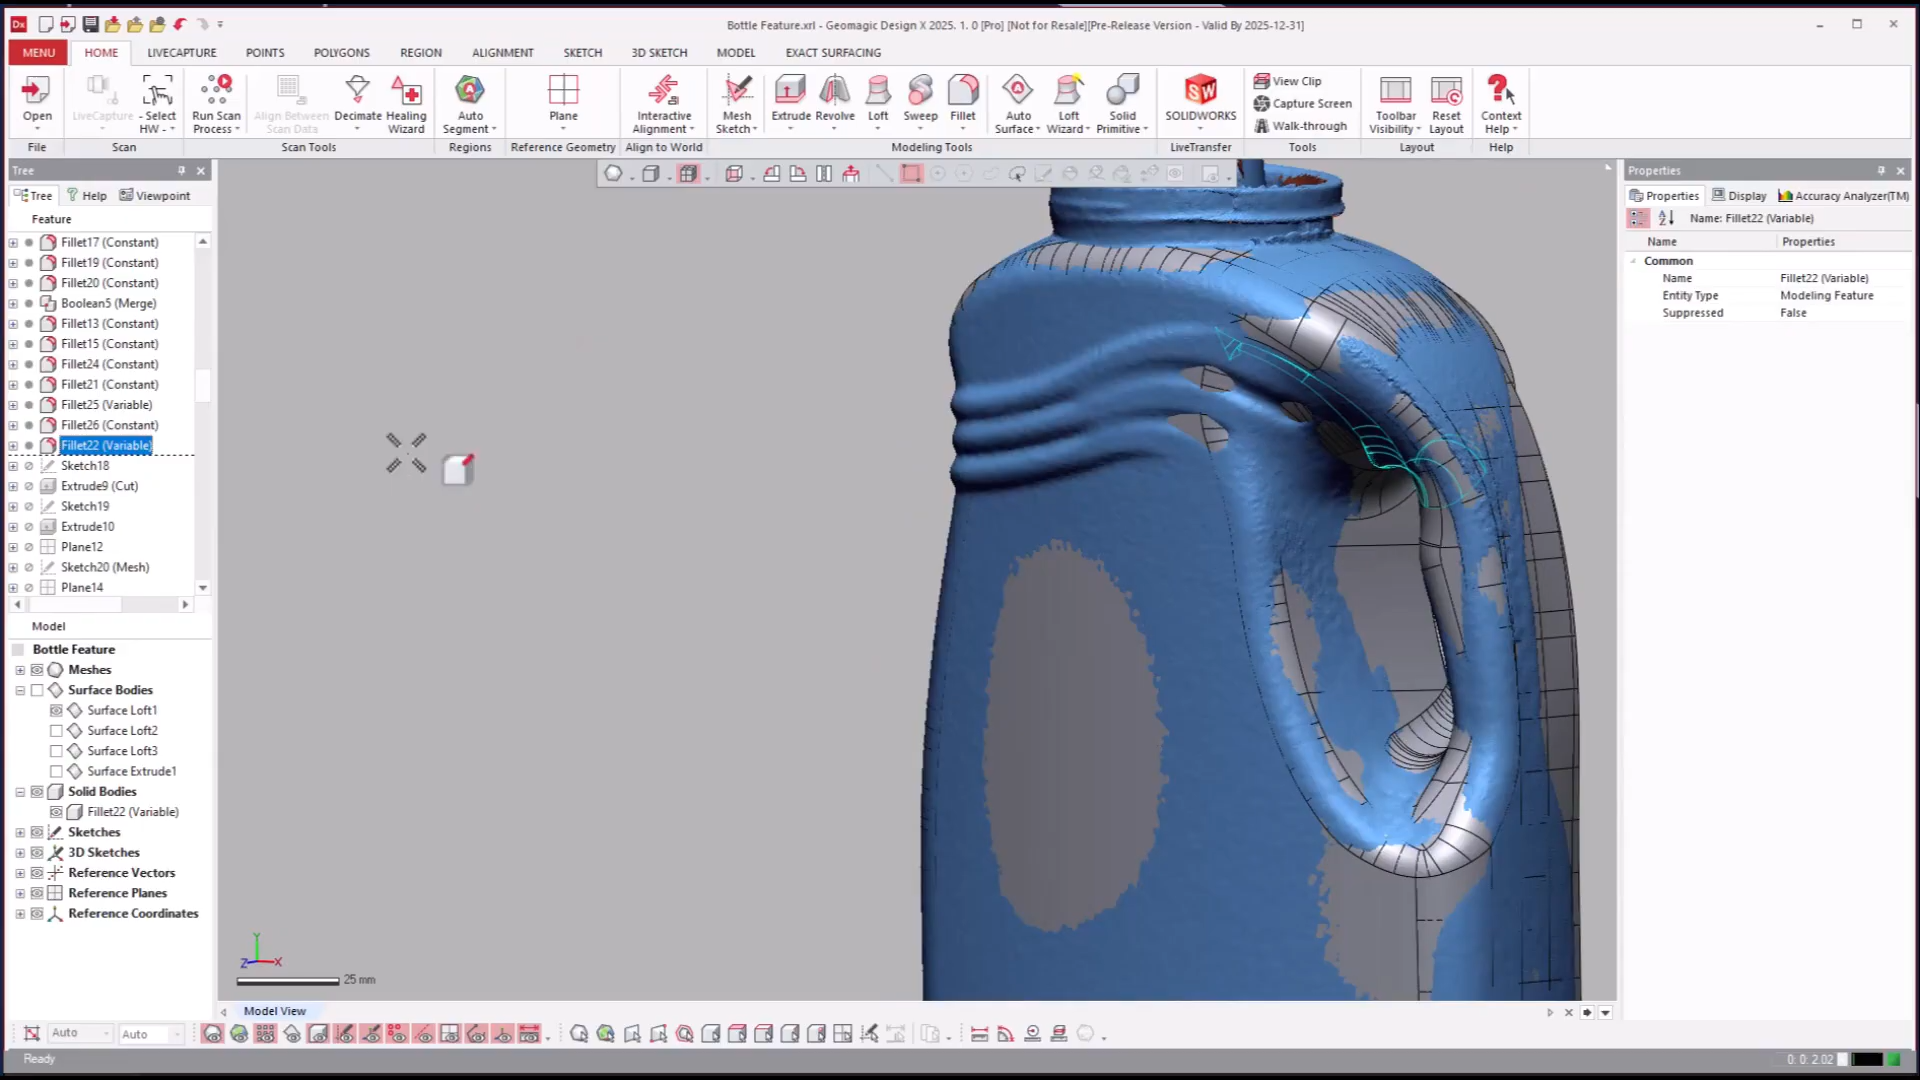 Dx
Bottle Feature.xrl - Geomagic Design X 2025. 1. 0 [Pro] [Not for Resale][Pre-Release Version - Valid By 2025-12-31]
MENU HOME LIVECAPTURE POINTS POLYGONS REGION ALIGNMENT SKETCH 3D SKETCH MODEL EXACT SURFACING
Open
LiveCapture
- Select HW -
Run Scan Process
Align Between Scan Data
Decimate
Healing Wizard
Auto Segment
Plane
Interactive Alignment
Mesh Sketch
Extrude
Revolve
Loft
Sweep
Fillet
Auto Surface
Loft Wizard
Solid Primitive
SW
SOLIDWORKS
View Clip
Capture Screen
Walk-through
Toolbar Visibility
Reset Layout
Context Help
File Scan Scan Tools Regions Reference Geometry Align to World Modeling Tools LiveTransfer Tools Layout Help
Tree
Tree Help Viewpoint
Feature
Fillet17 (Constant)
Fillet19 (Constant)
Fillet20 (Constant)
Boolean5 (Merge)
Fillet13 (Constant)
Fillet15 (Constant)
Fillet24 (Constant)
Fillet21 (Constant)
Fillet25 (Variable)
Fillet26 (Constant)
Fillet22 (Variable)
Sketch18
Extrude9 (Cut)
Sketch19
Extrude10
Plane12
Sketch20 (Mesh)
Plane14
Model
Bottle Feature
Meshes
Surface Bodies
Surface Loft1
Surface Loft2
Surface Loft3
Surface Extrude1
Solid Bodies
Fillet22 (Variable)
Sketches
3D Sketches
Reference Vectors
Reference Planes
Reference Coordinates
Y
Z X
25 mm
Model View
Properties
Properties Display Accuracy Analyzer(TM)
Name: Fillet22 (Variable)
Name Properties
Common
Name Fillet22 (Variable)
Entity Type Modeling Feature
Suppressed False
Auto Auto
Ready
0: 0: 2.02